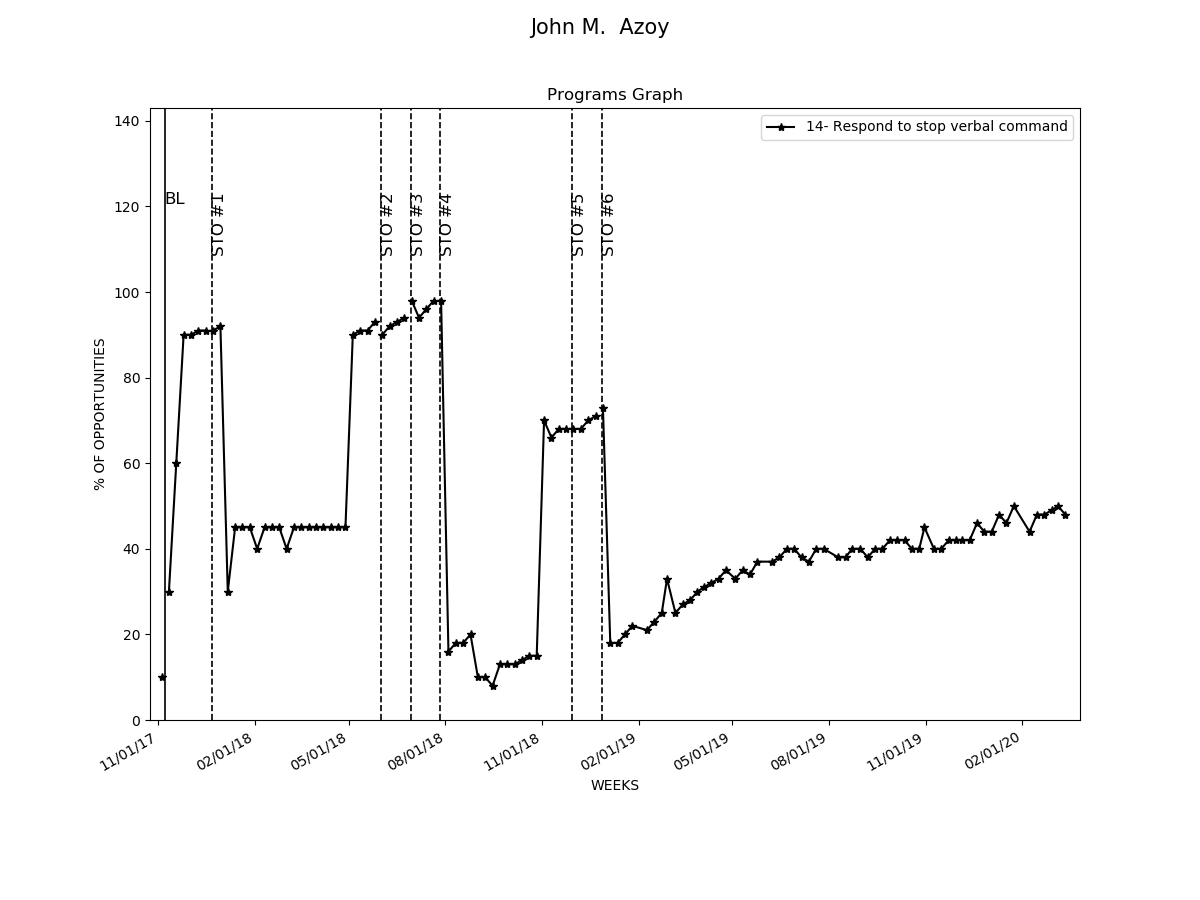 John M.  Azoy
Programs Graph
14- Respond to stop verbal command
140
120
100
80
60
40
20
0
% OF OPPORTUNITIES
BL
STO #1
STO #2
STO #3
STO #4
STO #5
STO #6
11/01/17
02/01/18
05/01/18
08/01/18
11/01/18
02/01/19
05/01/19
08/01/19
11/01/19
02/01/20
WEEKS